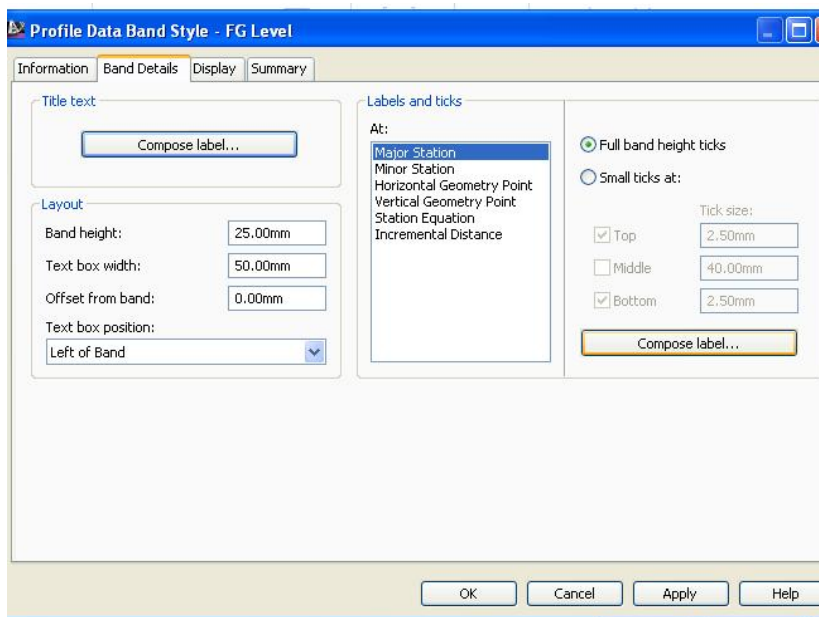 Profile Data Band Style - FG Level
Information Band Details Display Summary
Title text
Compose label...
Layout
Band height: 25.00mm
Text box width: 50.00mm
Offset from band: 0.00mm
Text box position:
Left of Band
Labels and ticks
At:
Major Station
Minor Station
Horizontal Geometry Point
Vertical Geometry Point
Station Equation
Incremental Distance
Full band height ticks
Small ticks at:
Tick size:
Top 2.50mm
Middle 40.00mm
Bottom 2.50mm
Compose label...
OK Cancel Apply Help